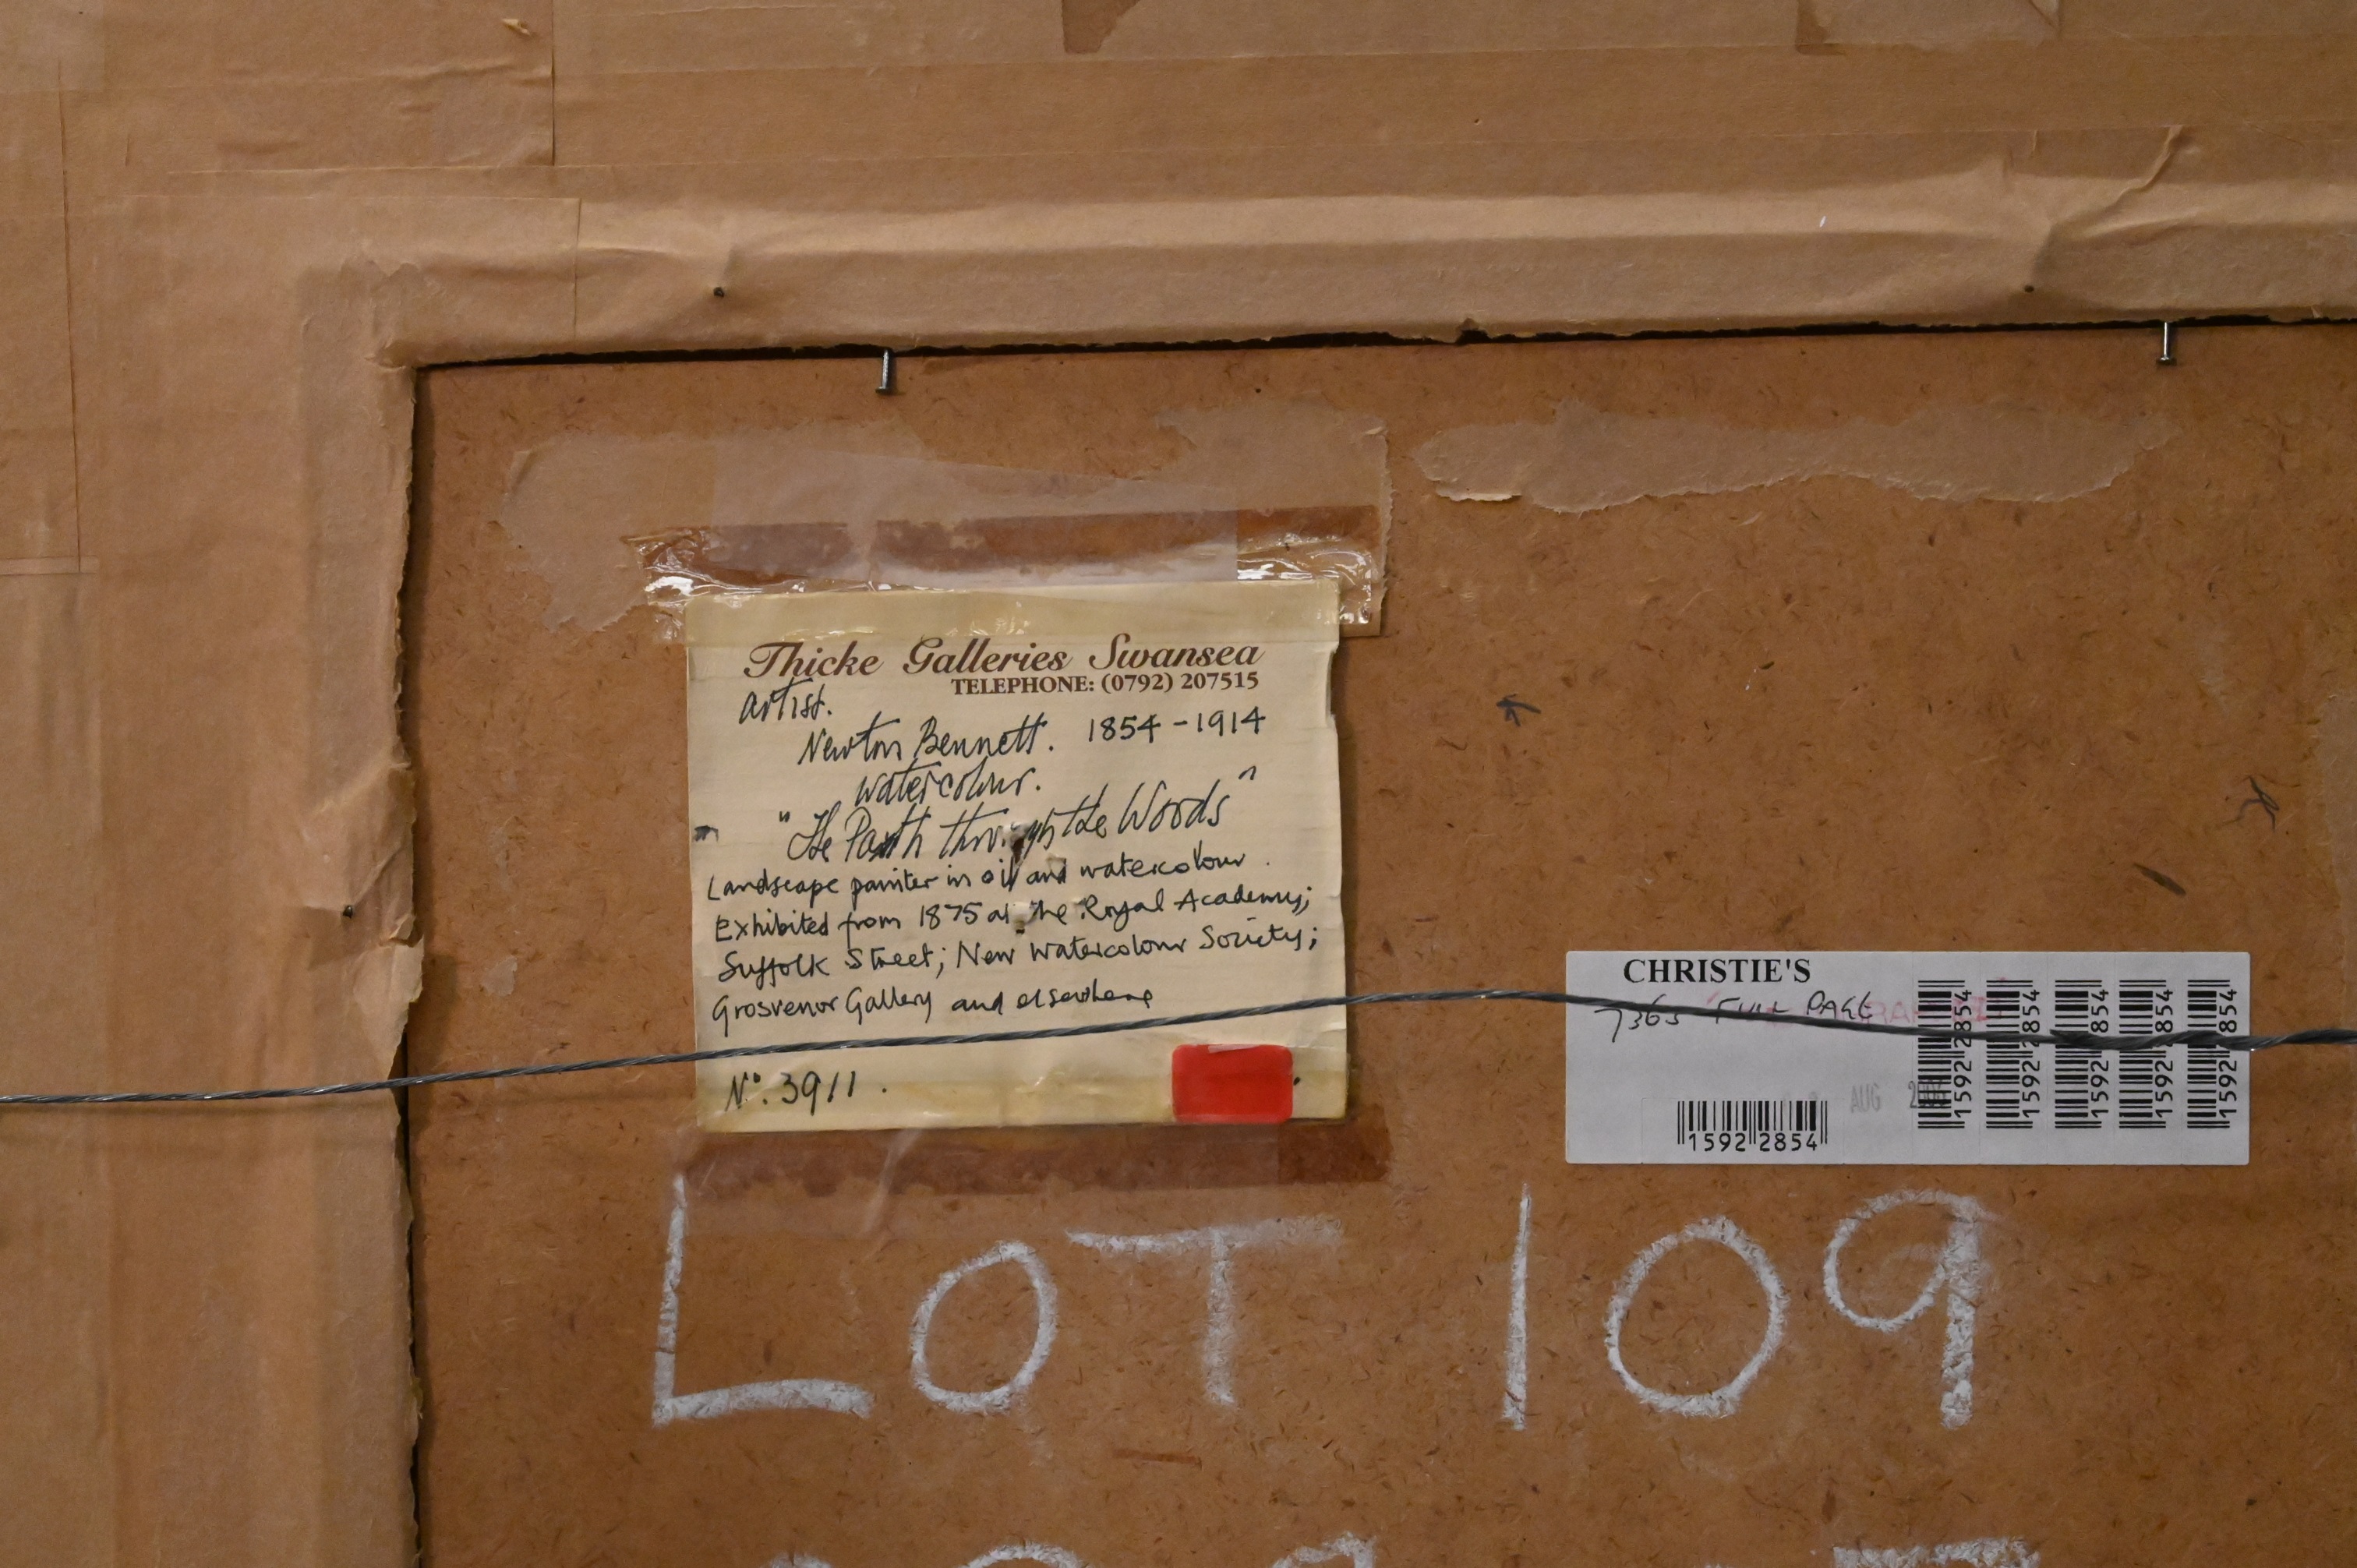 Thicke Galleries Swansea
TELEPHONE: (0792) 207515
Artist.
Newton Bennett. 1854-1914
Watercolour.
"The Path through the Woods"
Landscape painter in oil and watercolour.
Exhibited from 1875 at the Royal Academy;
Suffolk Street; New Watercolour Society;
Grosvenor Gallery and elsewhere
No. 3911.
CHRISTIE'S
7365 FULL PAGE
AUG
15922854
15922854
15922854
15922854
15922854
15922854
LOT 109